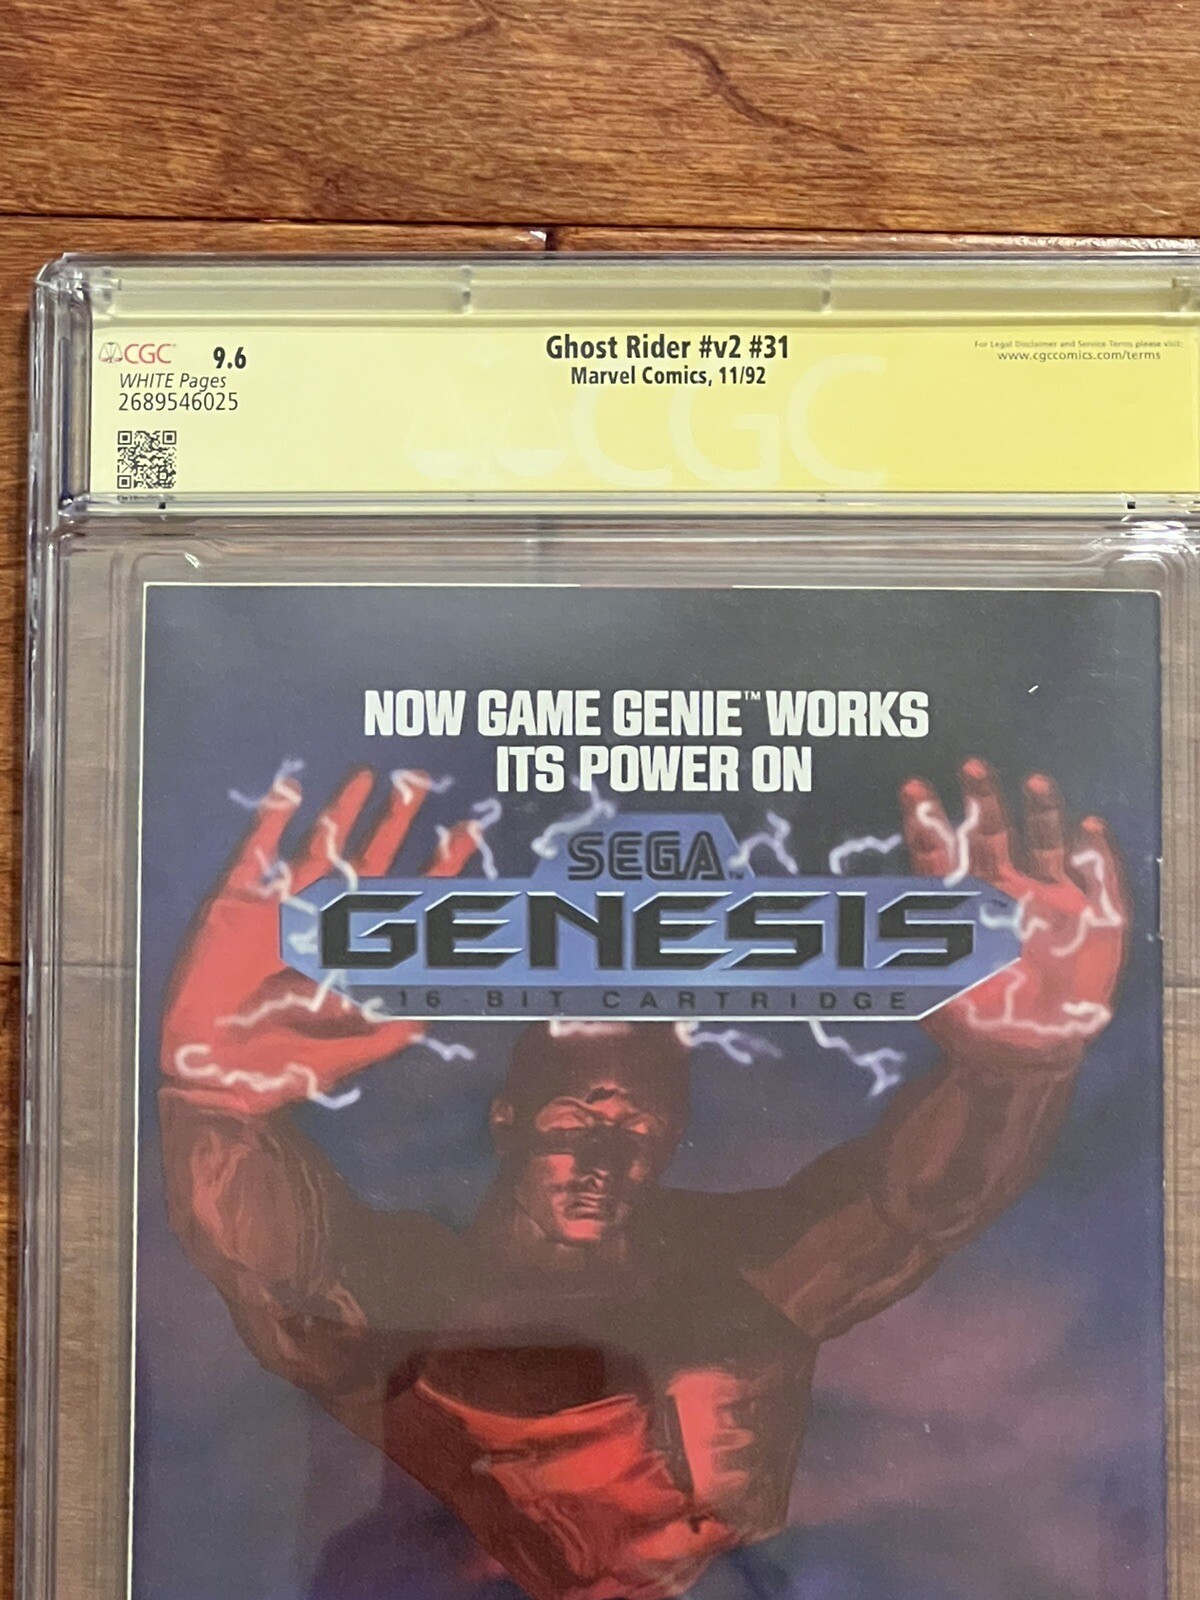 CGC 9.6
WHITE Pages
2689546025
Ghost Rider #v2 #31
Marvel Comics, 11/92
For Legal Disclaimer and Service Terms please visit:
www.cgccomics.com/terms
CGC
NOW GAME GENIE™ WORKS
ITS POWER ON
SEGA™
GENESIS™
16-BIT CARTRIDGE